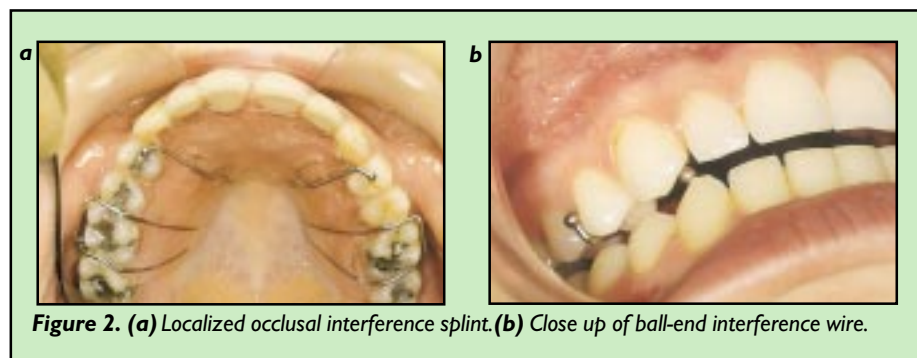 a
b
Figure 2. (a) Localized occlusal interference splint.(b) Close up of ball-end interference wire.